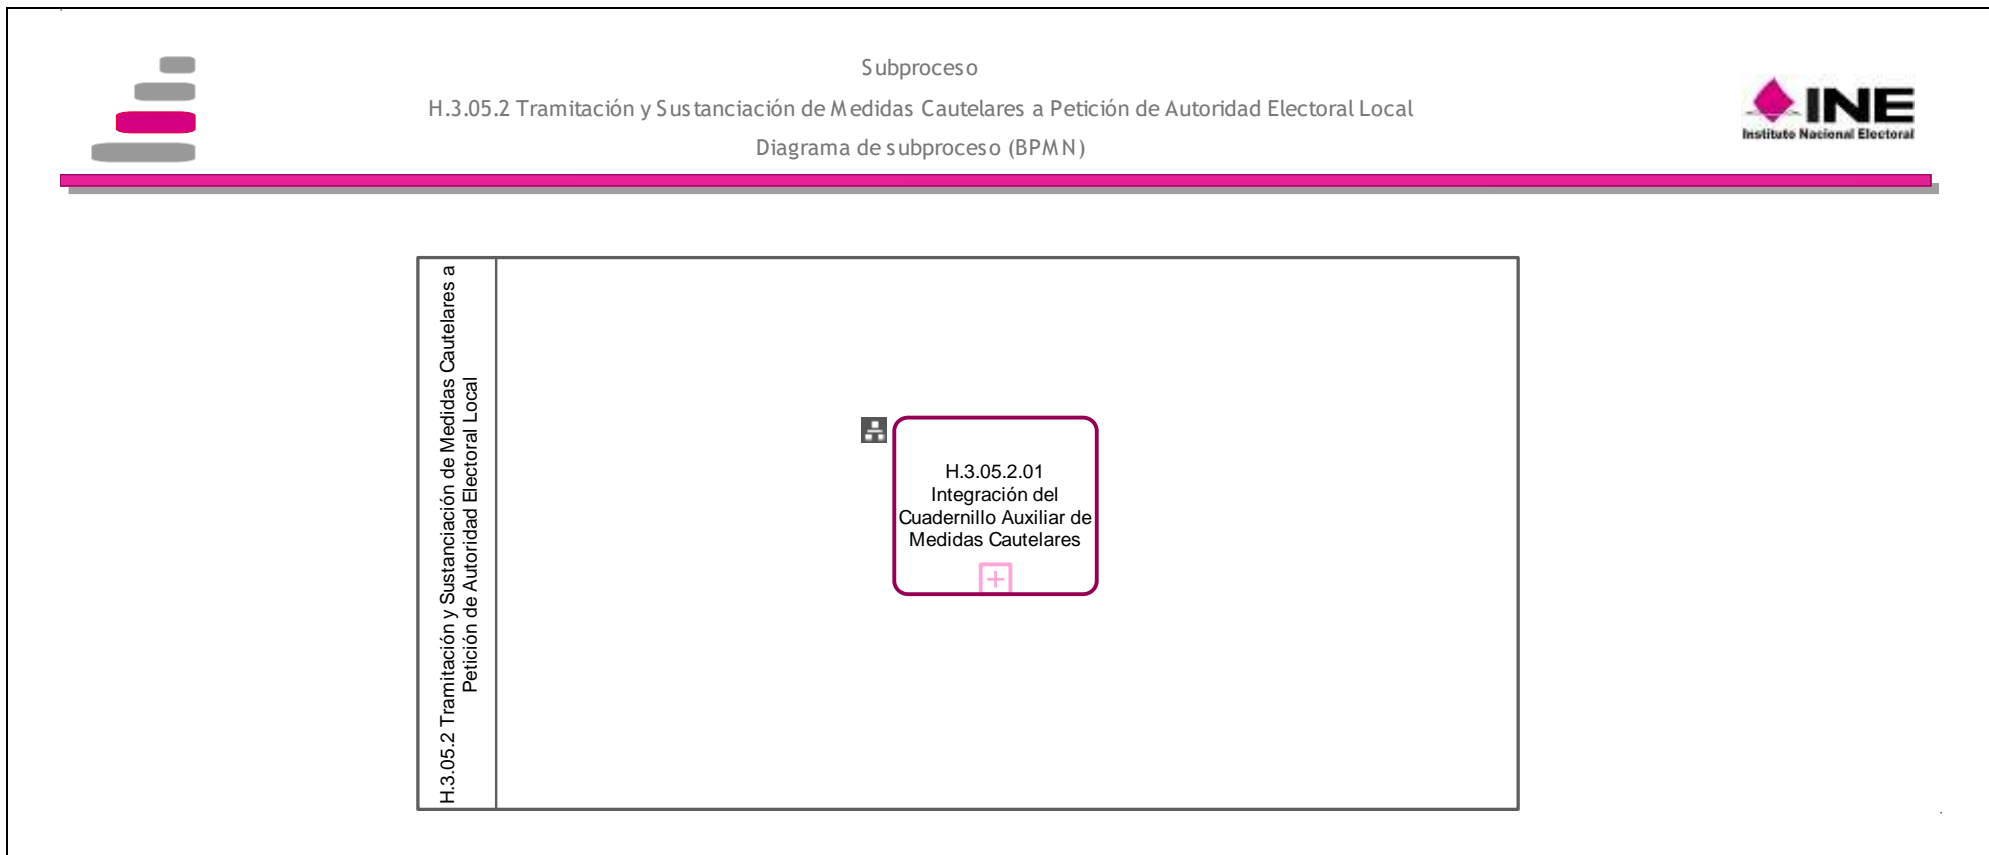 Subproceso
H.3.05.2 Tramitación y Sustanciación de Medidas Cautelares a Petición de Autoridad Electoral Local
Diagrama de subproceso (BPMN)
INE
Instituto Nacional Electoral
H.3.05.2 Tramitación y Sustanciación de Medidas Cautelares a
Petición de Autoridad Electoral Local
H.3.05.2.01
Integración del
Cuadernillo Auxiliar de
Medidas Cautelares